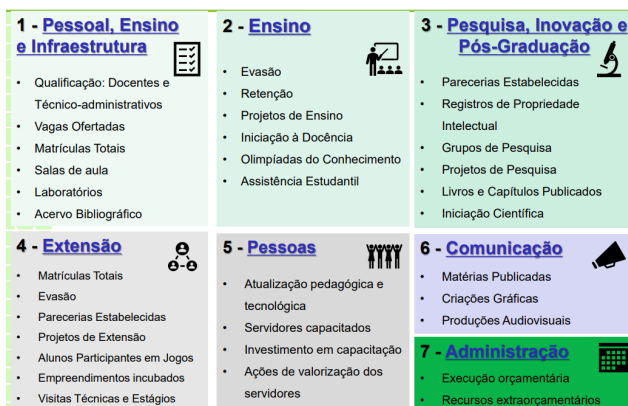 1 - Pessoal, Ensino
e Infraestrutura
• Qualificação: Docentes e
Técnico-administrativos
• Vagas Ofertadas
• Matrículas Totais
• Salas de aula
• Laboratórios
• Acervo Bibliográfico
2 - Ensino
• Evasão
• Retenção
• Projetos de Ensino
• Iniciação à Docência
• Olimpíadas do Conhecimento
• Assistência Estudantil
3 - Pesquisa, Inovação e
Pós-Graduação
• Parecerias Estabelecidas
• Registros de Propriedade
Intelectual
• Grupos de Pesquisa
• Projetos de Pesquisa
• Livros e Capítulos Publicados
• Iniciação Científica
4 - Extensão
• Matrículas Totais
• Evasão
• Parecerias Estabelecidas
• Projetos de Extensão
• Alunos Participantes em Jogos
• Empreendimentos incubados
• Visitas Técnicas e Estágios
5 - Pessoas
• Atualização pedagógica e
tecnológica
• Servidores capacitados
• Investimento em capacitação
• Ações de valorização dos
servidores
6 - Comunicação
• Matérias Publicadas
• Criações Gráficas
• Produções Audiovisuais
7 - Administração
• Execução orçamentária
• Recursos extraorçamentários